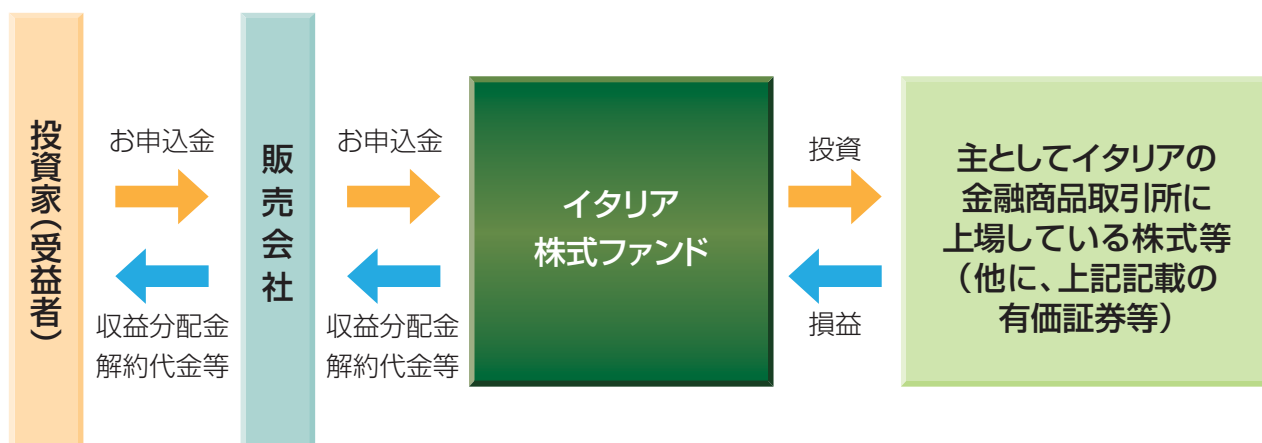 投資家（受益者）
お申込金
収益分配金
解約代金等
販売会社
お申込金
収益分配金
解約代金等
イタリア
株式ファンド
投資
損益
主としてイタリアの
金融商品取引所に
上場している株式等
（他に、上記記載の
有価証券等）